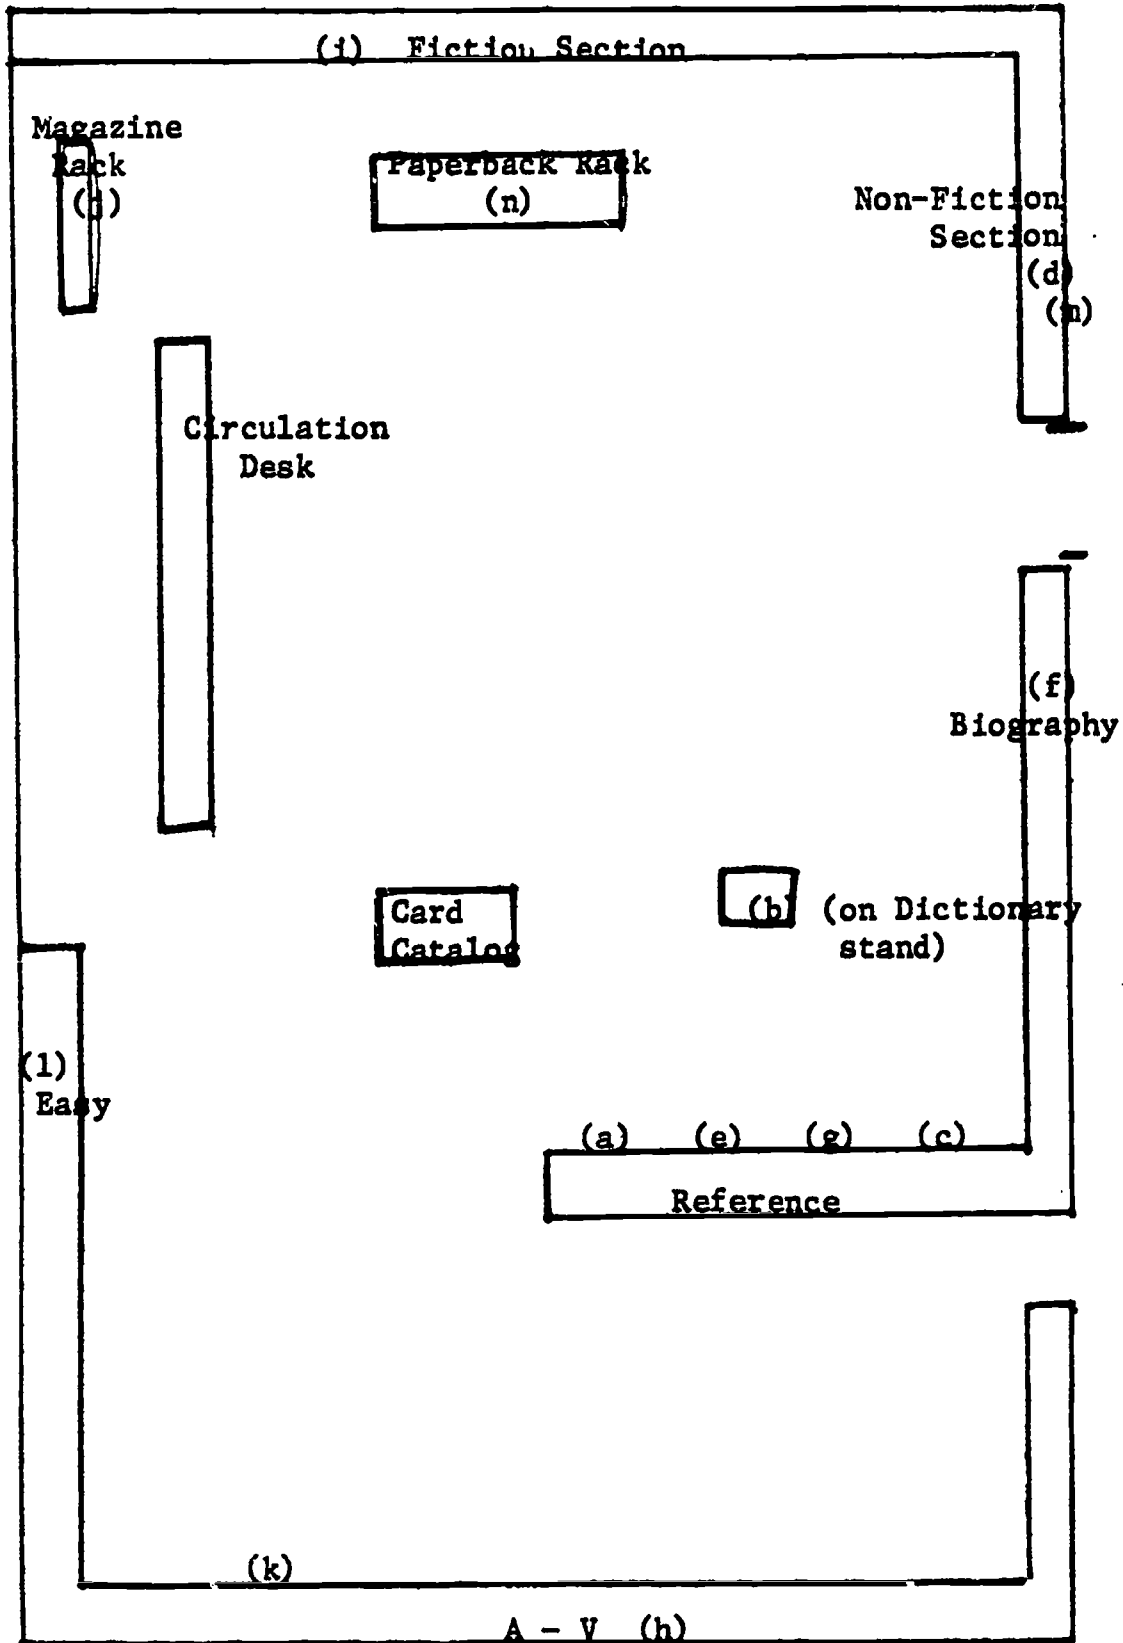 (i) Fiction Section
Magazine
Rack
Paperback Rack
(n)
Non-Fiction
Section
(d)
(m)
Circulation
Desk
(f)
Biography
Card
Catalog
(b) (on Dictionary
stand)
(l)
Easy
(a) (e) (g) (c)
Reference
(k)
A - V (h)